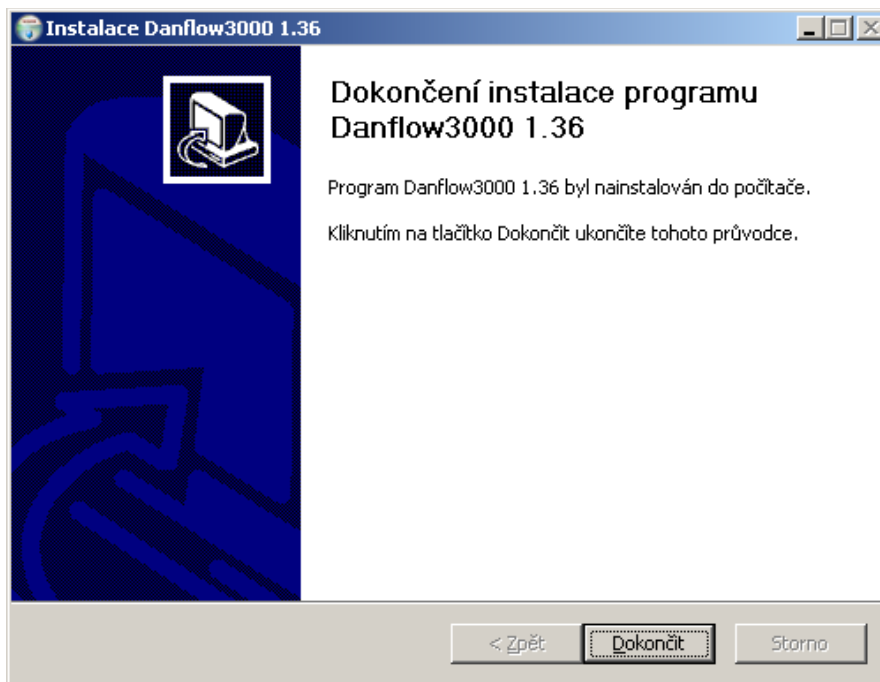 Instalace Danflow3000 1.36
Dokončení instalace programu
Danflow3000 1.36
Program Danflow3000 1.36 byl nainstalován do počítače.
Kliknutím na tlačítko Dokončit ukončíte tohoto průvodce.
< Zpět
Dokončit
Storno